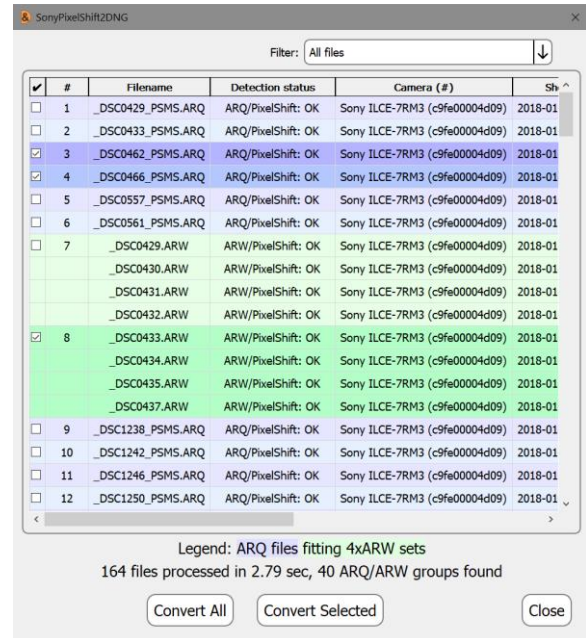 SonyPixelShift2DNG
Filter: All files
# Filename Detection status Camera (#)
1 _DSC0429_PSMS.ARQ ARQ/PixelShift: OK Sony ILCE-7RM3 (c9fe00004d09) 2018-01
2 _DSC0433_PSMS.ARQ ARQ/PixelShift: OK Sony ILCE-7RM3 (c9fe00004d09) 2018-01
3 _DSC0462_PSMS.ARQ ARQ/PixelShift: OK Sony ILCE-7RM3 (c9fe00004d09) 2018-01
4 _DSC0466_PSMS.ARQ ARQ/PixelShift: OK Sony ILCE-7RM3 (c9fe00004d09) 2018-01
5 _DSC0557_PSMS.ARQ ARQ/PixelShift: OK Sony ILCE-7RM3 (c9fe00004d09) 2018-01
6 _DSC0561_PSMS.ARQ ARQ/PixelShift: OK Sony ILCE-7RM3 (c9fe00004d09) 2018-01
7 _DSC0429.ARW ARW/PixelShift: OK Sony ILCE-7RM3 (c9fe00004d09) 2018-01
_DSC0430.ARW ARW/PixelShift: OK Sony ILCE-7RM3 (c9fe00004d09) 2018-01
_DSC0431.ARW ARW/PixelShift: OK Sony ILCE-7RM3 (c9fe00004d09) 2018-01
_DSC0432.ARW ARW/PixelShift: OK Sony ILCE-7RM3 (c9fe00004d09) 2018-01
8 _DSC0433.ARW ARW/PixelShift: OK Sony ILCE-7RM3 (c9fe00004d09) 2018-01
_DSC0434.ARW ARW/PixelShift: OK Sony ILCE-7RM3 (c9fe00004d09) 2018-01
_DSC0435.ARW ARW/PixelShift: OK Sony ILCE-7RM3 (c9fe00004d09) 2018-01
_DSC0437.ARW ARW/PixelShift: OK Sony ILCE-7RM3 (c9fe00004d09) 2018-01
9 _DSC1238_PSMS.ARQ ARQ/PixelShift: OK Sony ILCE-7RM3 (c9fe00004d09) 2018-01
10 _DSC1242_PSMS.ARQ ARQ/PixelShift: OK Sony ILCE-7RM3 (c9fe00004d09) 2018-01
11 _DSC1246_PSMS.ARQ ARQ/PixelShift: OK Sony ILCE-7RM3 (c9fe00004d09) 2018-01
12 _DSC1250_PSMS.ARQ ARQ/PixelShift: OK Sony ILCE-7RM3 (c9fe00004d09) 2018-01
Legend: ARQ files fitting 4xARW sets
164 files processed in 2.79 sec, 40 ARQ/ARW groups found
Convert All Convert Selected Close